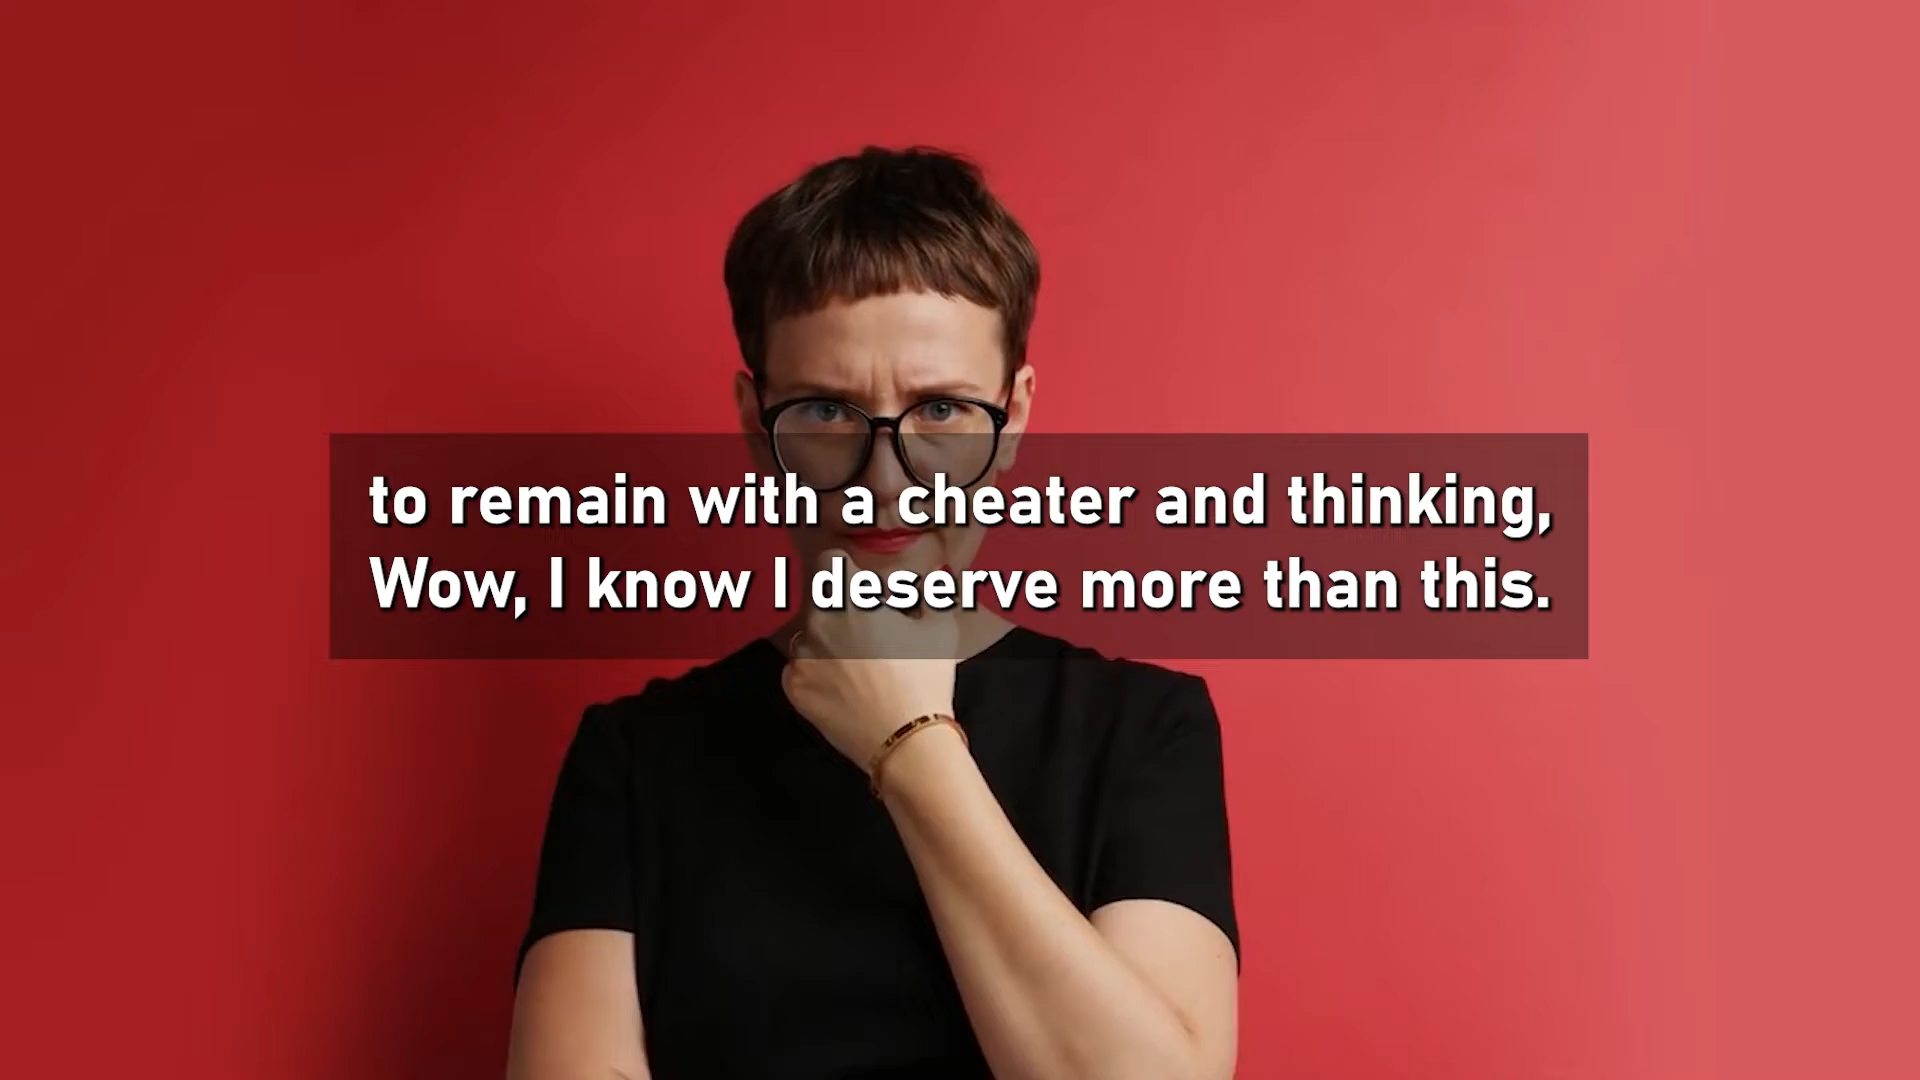 to remain with a cheater and thinking,
Wow, I know I deserve more than this.